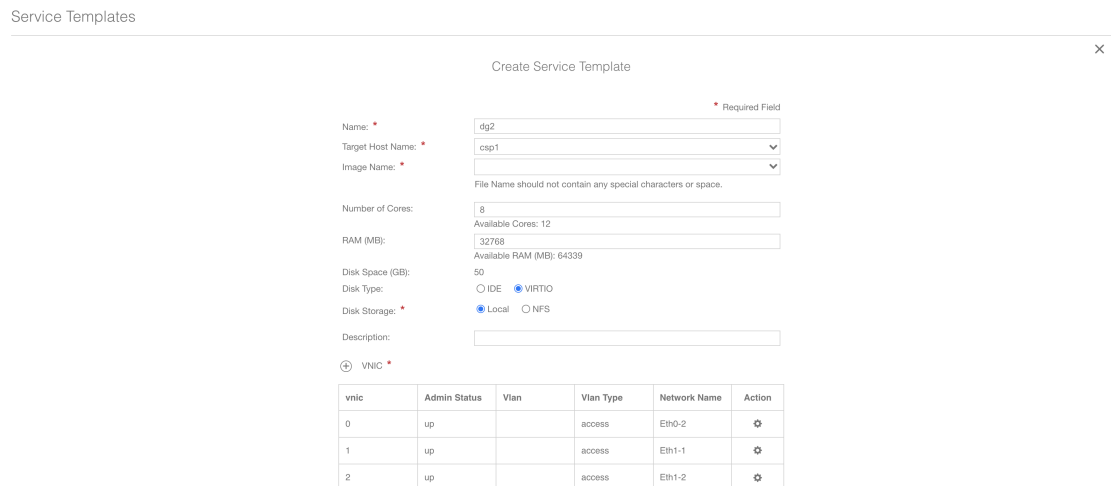 Service Templates
Create Service Template
* Required Field
Name: * dg2
Target Host Name: * csp1
Image Name: *
File Name should not contain any special characters or space.
Number of Cores: 8
Available Cores: 12
RAM (MB): 32768
Available RAM (MB): 64339
Disk Space (GB): 50
Disk Type: IDE VIRTIO
Disk Storage: * Local NFS
Description:
VNIC *
vnic Admin Status Vlan Vlan Type Network Name Action
0 up access Eth0-2
1 up access Eth1-1
2 up access Eth1-2